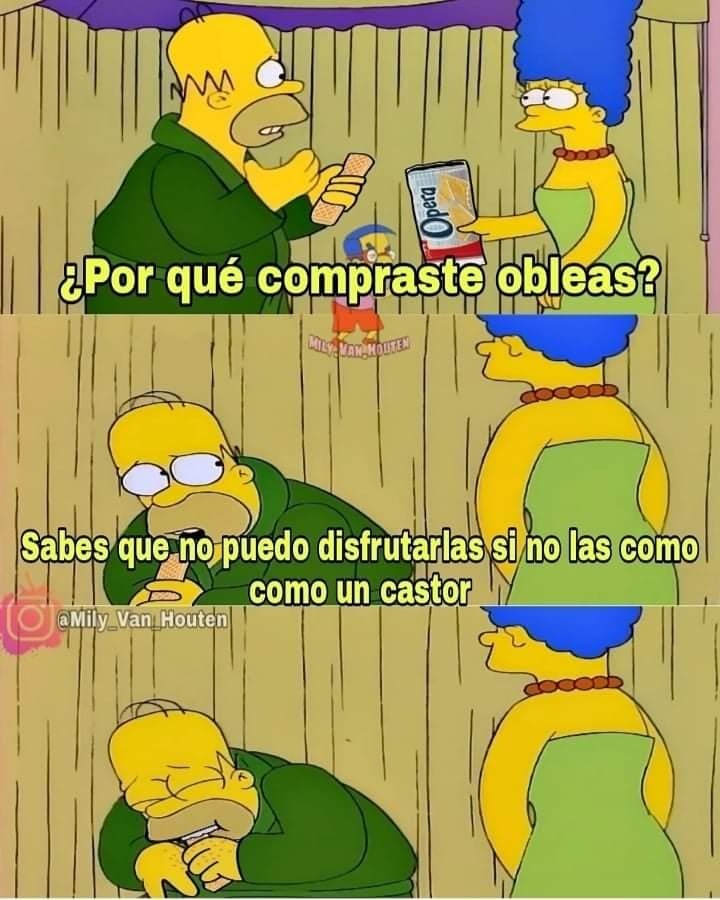 Opera
¿Por qué compraste obleas?
MILY VAN HOUTEN
Sabes que no puedo disfrutarlas si no las como
como un castor
@Mily_Van_Houten